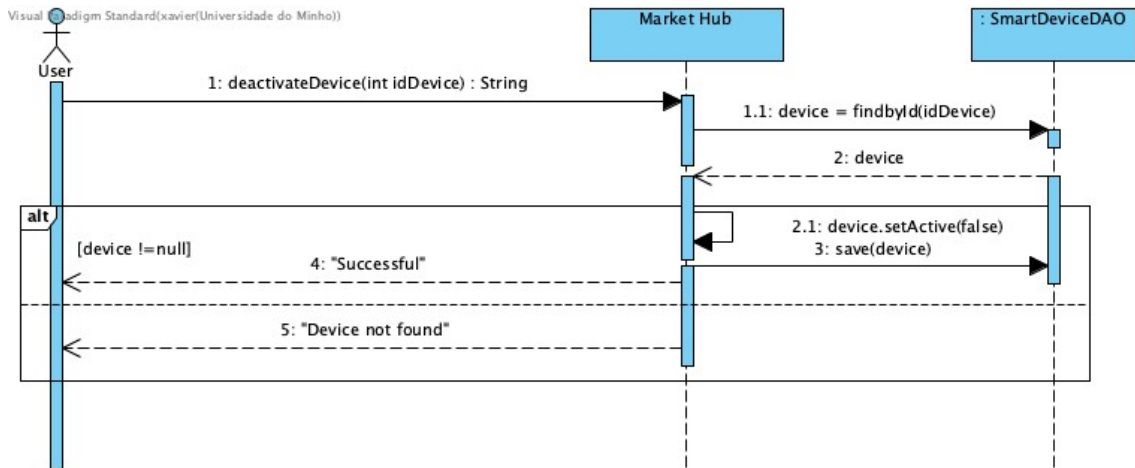 Visual Paradigm Standard(xavier(Universidade do Minho))
User
Market Hub
: SmartDeviceDAO
1: deactivateDevice(int idDevice) : String
1.1: device = findbyId(idDevice)
2: device
alt
2.1: device.setActive(false)
[device !=null]
3: save(device)
4: "Successful"
5: "Device not found"